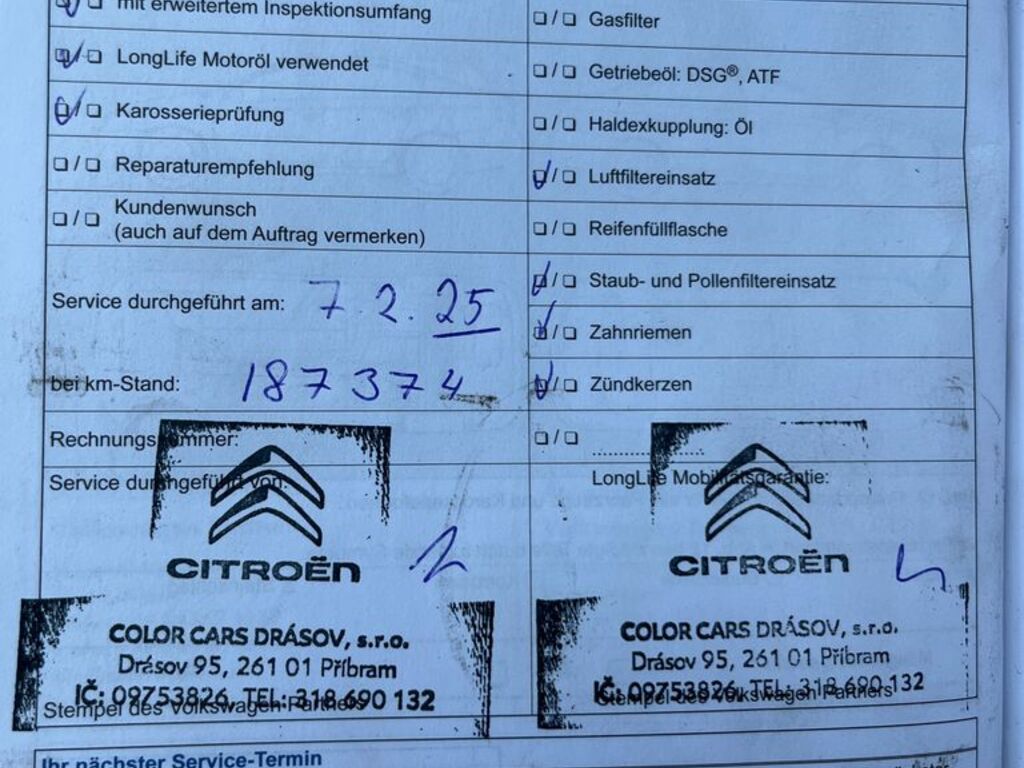 mit erweitertem Inspektionsumfang
LongLife Motoröl verwendet
Karosserieprüfung
Reparaturempfehlung
Kundenwunsch
(auch auf dem Auftrag vermerken)
Service durchgeführt am: 7.2.25
bei km-Stand: 187374
Rechnungsnummer:
Service durchgeführt von:
CITROËN
COLOR CARS DRÁSOV, s.r.o.
Drásov 95, 261 01 Příbram
IČ: 09753826, TEL: 318 690 132
Stempel des Volkswagen Partners
Gasfilter
Getriebeöl: DSG®, ATF
Haldexkupplung: Öl
Luftfiltereinsatz
Reifenfüllflasche
Staub- und Pollenfiltereinsatz
Zahnriemen
Zündkerzen
LongLife Mobilitätsgarantie:
CITROËN
COLOR CARS DRÁSOV, s.r.o.
Drásov 95, 261 01 Příbram
IČ: 09753826, TEL: 318 690 132
Stempel des Volkswagen Partners
Ihr nächster Service-Termin